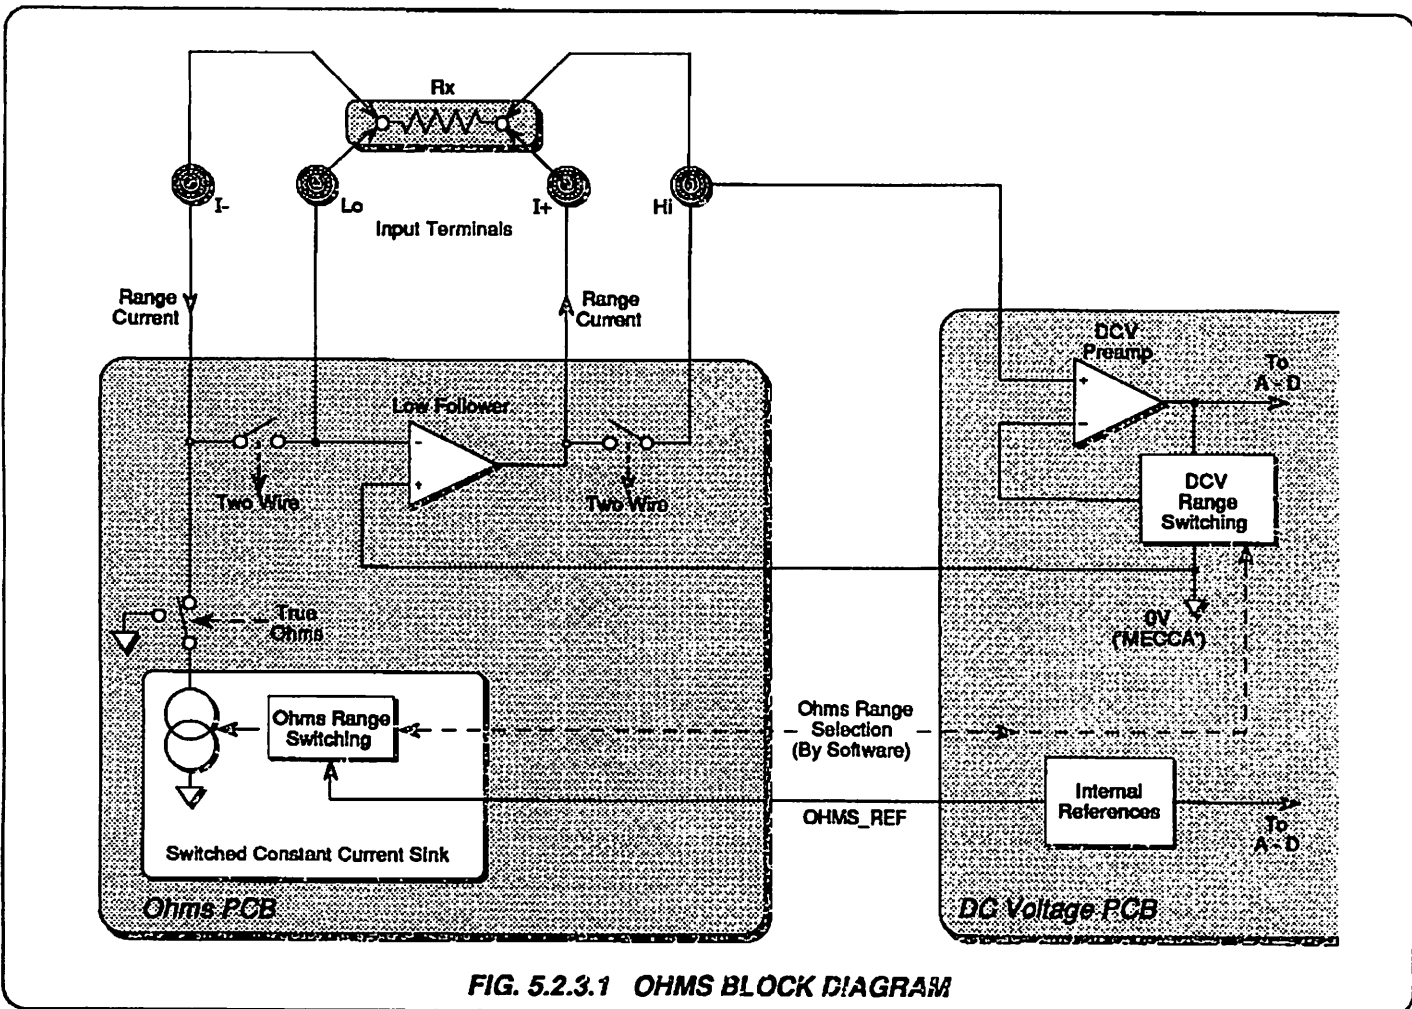 Rx
I-
Lo
I+
Hi
Input Terminals
Range
Current
Range
Current
DCV
Preamp
To
A - D
Low Follower
+
-
-
+
Two Wire
Two Wire
DCV
Range
Switching
True
Ohms
0V
('MECCA')
Ohms Range
Switching
Ohms Range
Selection
(By Software)
Internal
References
OHMS_REF
To
A - D
Switched Constant Current Sink
Ohms PCB
DC Voltage PCB
FIG. 5.2.3.1 OHMS BLOCK DIAGRAM